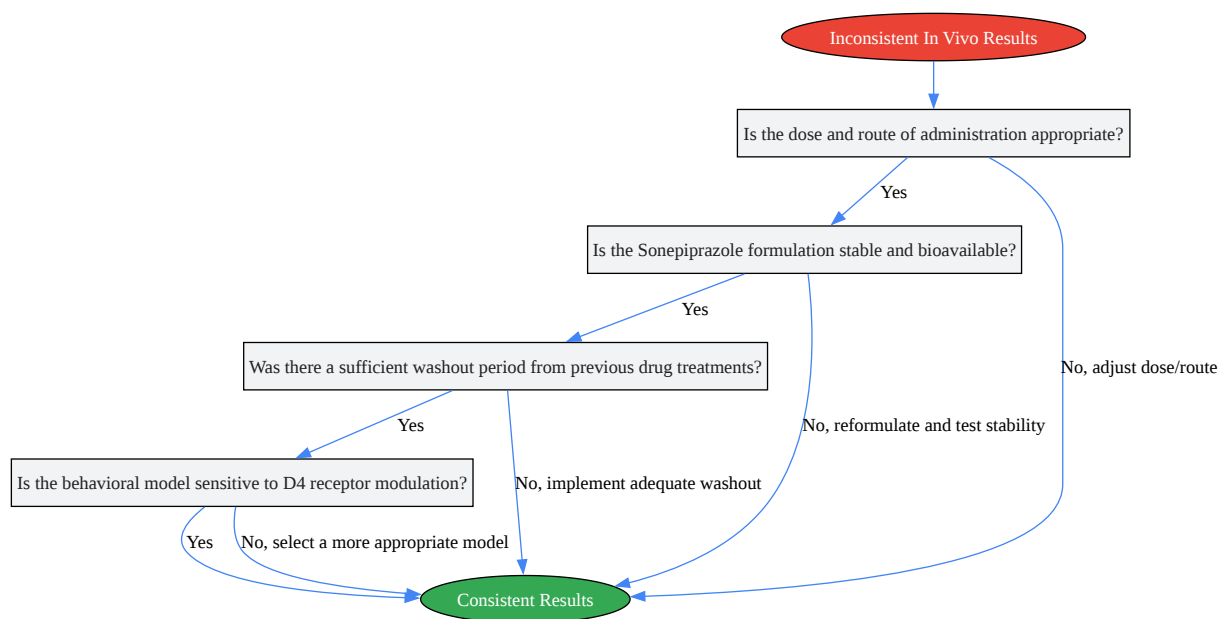 Inconsistent In Vivo Results
Is the dose and route of administration appropriate?
Yes
Is the Sonepiprazole formulation stable and bioavailable?
Yes
Was there a sufficient washout period from previous drug treatments?
No, adjust dose/route
Yes
No, reformulate and test stability
Is the behavioral model sensitive to D4 receptor modulation?
No, implement adequate washout
Yes
No, select a more appropriate model
Consistent Results